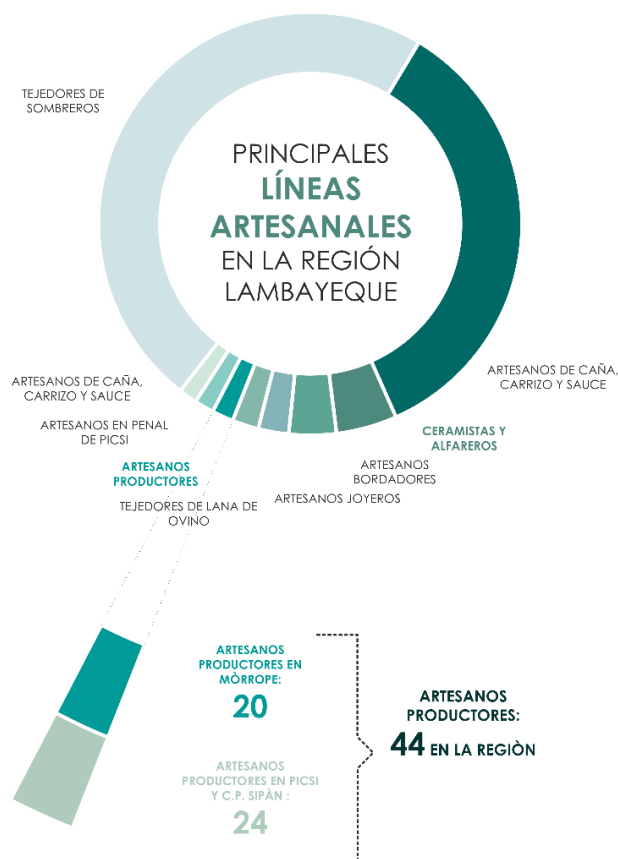 TEJEDORES DE
SOMBREROS
PRINCIPALES
LÍNEAS
ARTESANALES
EN LA REGIÓN
LAMBAYEQUE
ARTESANOS DE CAÑA,
CARRIZO Y SAUCE
ARTESANOS EN PENAL
DE PICSI
ARTESANOS
PRODUCTORES
TEJEDORES DE LANA DE
OVINO
ARTESANOS JOYEROS
ARTESANOS
BORDADORES
CERAMISTAS Y
ALFAREROS
ARTESANOS DE CAÑA,
CARRIZO Y SAUCE
ARTESANOS
PRODUCTORES EN
MÒRROPE:
20
ARTESANOS
PRODUCTORES EN PICSI
Y C.P. SIPÀN :
24
ARTESANOS
PRODUCTORES:
44 EN LA REGIÒN